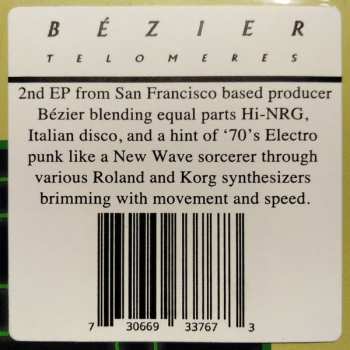 BÉZIER
TELOMERES
2nd EP from San Francisco based producer
Bézier blending equal parts Hi-NRG,
Italian disco, and a hint of ‘70’s Electro
punk like a New Wave sorcerer through
various Roland and Korg synthesizers
brimming with movement and speed.
7 30669 33767 3